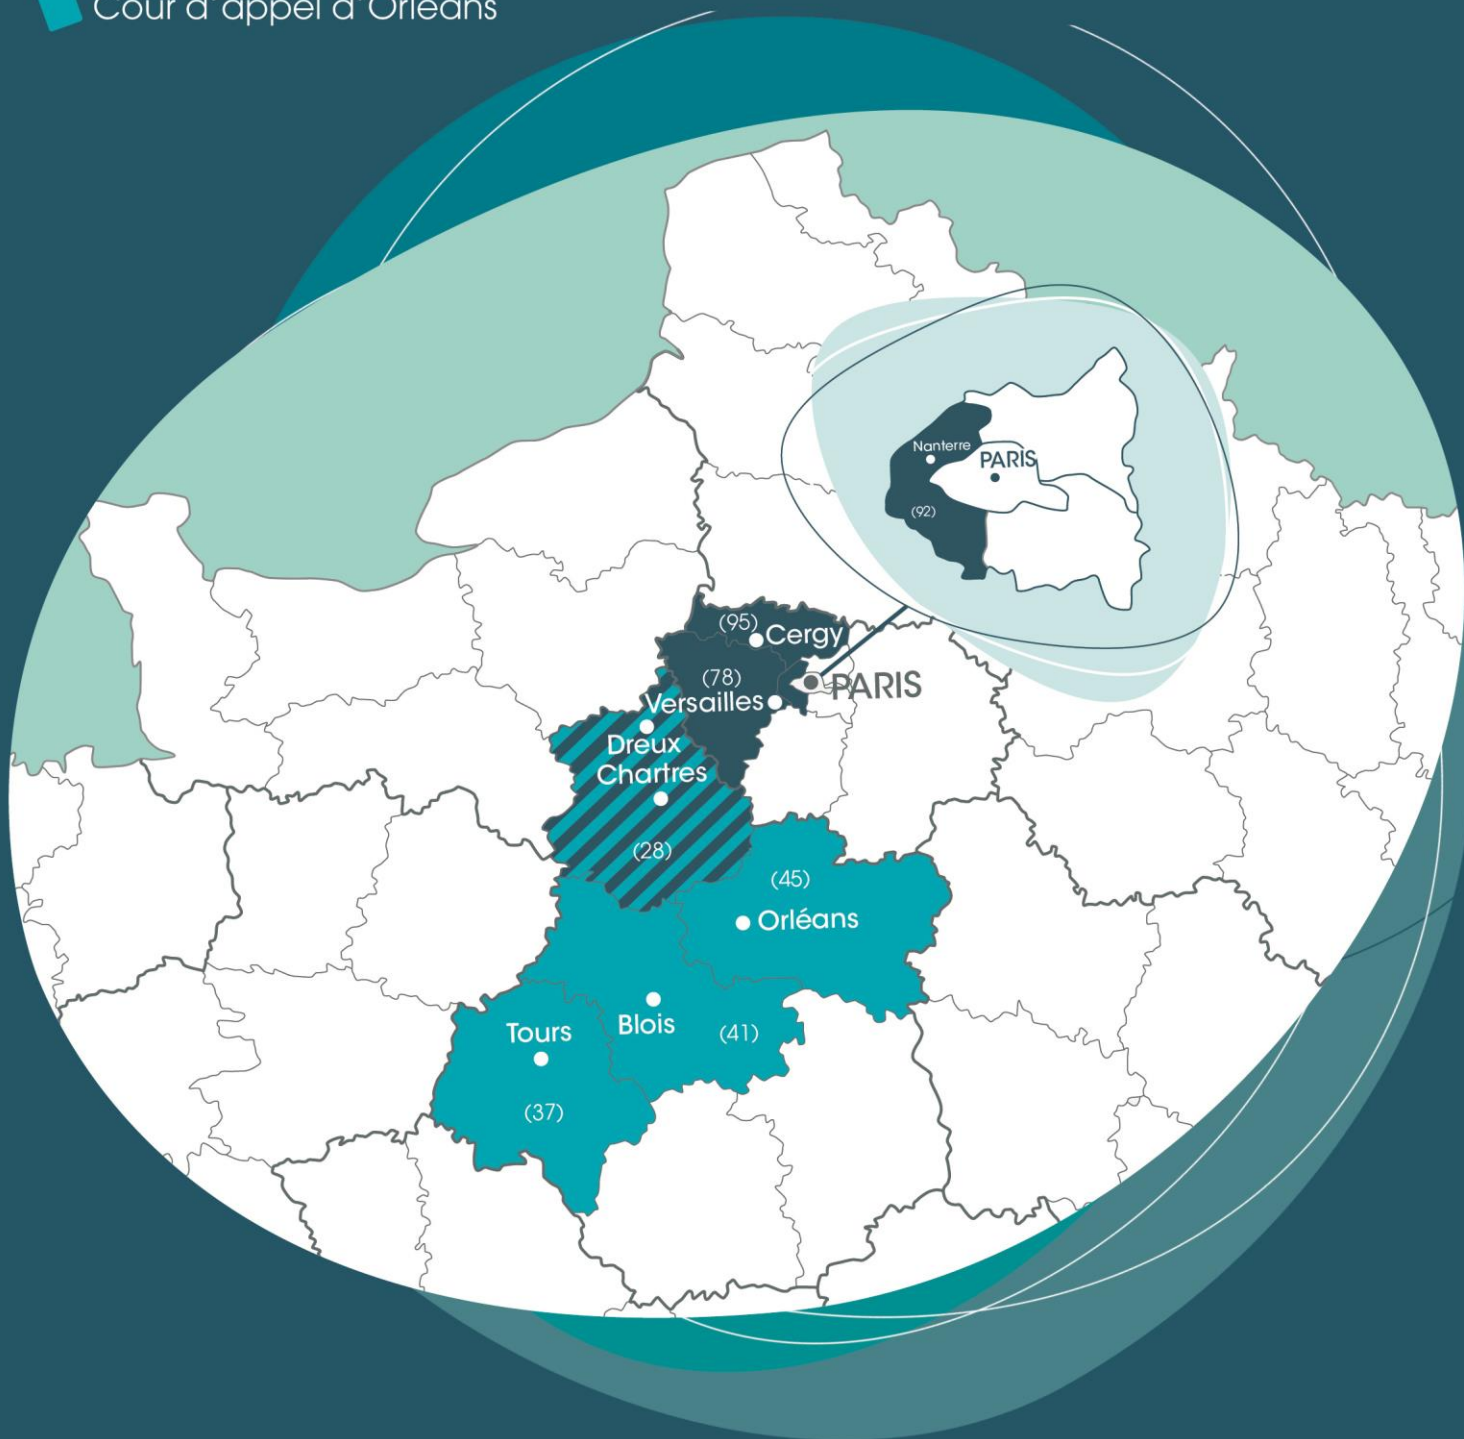 Cour d'appel d'Orléans
Nanterre
PARIS
(92)
(95)
Cergy
(78)
PARIS
Versailles
Dreux
Chartres
(28)
(45)
Orléans
Blois
(41)
Tours
(37)